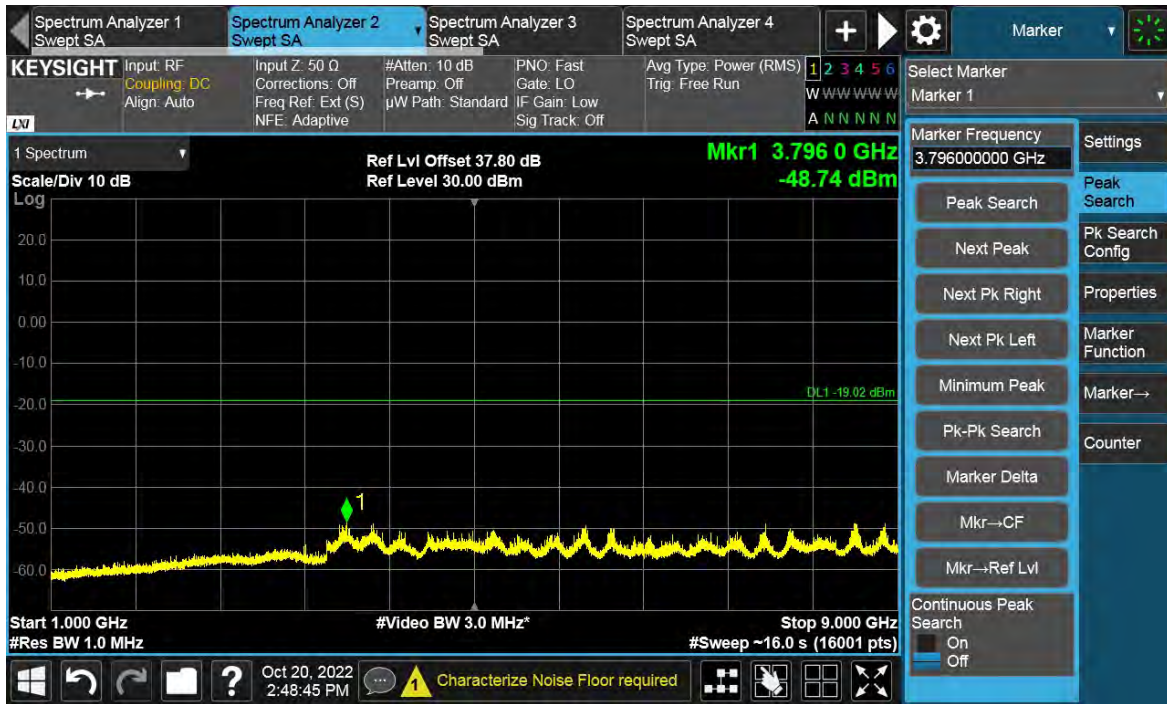 Spectrum Analyzer 1
Swept SA
Spectrum Analyzer 2
Swept SA
Spectrum Analyzer 3
Swept SA
Spectrum Analyzer 4
Swept SA
+
Marker
KEYSIGHT
LXI
Input: RF
Coupling: DC
Align: Auto
Input Z: 50 Ω
Corrections: Off
Freq Ref: Ext (S)
NFE: Adaptive
#Atten: 10 dB
Preamp: Off
µW Path: Standard
PNO: Fast
Gate: LO
IF Gain: Low
Sig Track: Off
Avg Type: Power (RMS)
Trig: Free Run
1 2 3 4 5 6
W W W W W W
A N N N N N
Select Marker
Marker 1
1 Spectrum
Scale/Div 10 dB
Log
Ref Lvl Offset 37.80 dB
Ref Level 30.00 dBm
Mkr1 3.796 0 GHz
-48.74 dBm
20.0
10.0
0.00
-10.0
-20.0
-30.0
-40.0
-50.0
-60.0
DL1 -19.02 dBm
1
Start 1.000 GHz
#Res BW 1.0 MHz
#Video BW 3.0 MHz*
Stop 9.000 GHz
#Sweep ~16.0 s (16001 pts)
Marker Frequency
3.796000000 GHz
Peak Search
Next Peak
Next Pk Right
Next Pk Left
Minimum Peak
Pk-Pk Search
Marker Delta
Mkr→CF
Mkr→Ref Lvl
Continuous Peak
Search
On
Off
Settings
Peak
Search
Pk Search
Config
Properties
Marker
Function
Marker→
Counter
?
Oct 20, 2022
2:48:45 PM
1
Characterize Noise Floor required